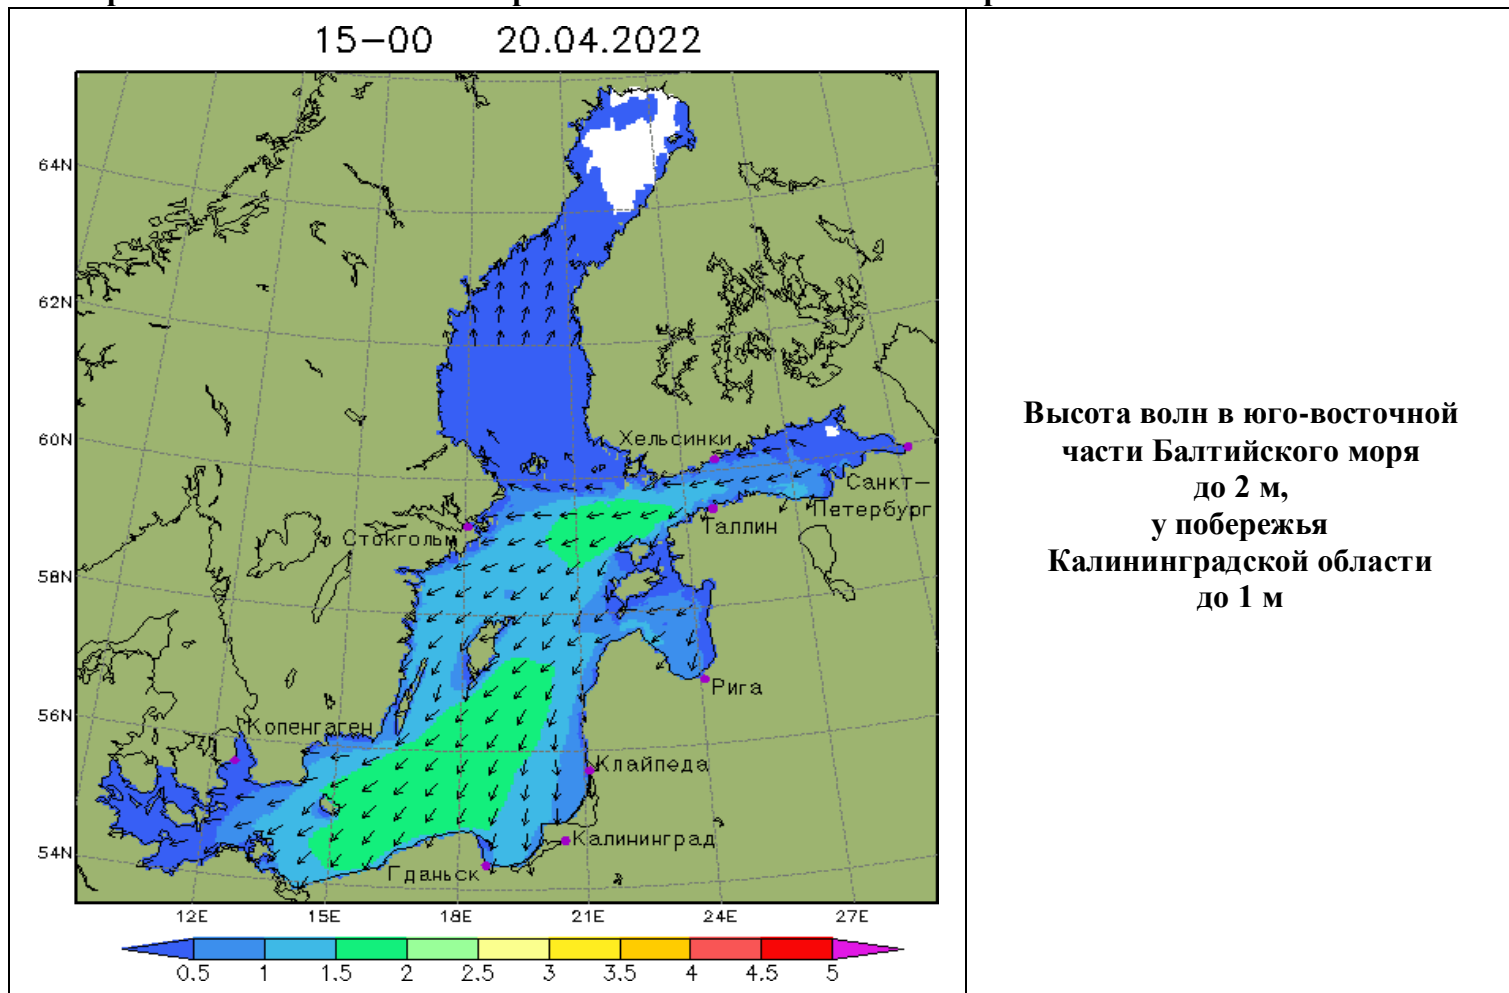 15-00 20.04.2022
64N
62N
60N
58N
56N
54N
Хельсинки
Санкт-
Петербург
Таллин
Стокгольм
Рига
Копенгаген
Клайпеда
Калининград
Гданьск
12E 15E 18E 21E 24E 27E
0.5 1 1.5 2 2.5 3 3.5 4 4.5 5
Высота волн в юго-восточной
части Балтийского моря
до 2 м,
у побережья
Калининградской области
до 1 м